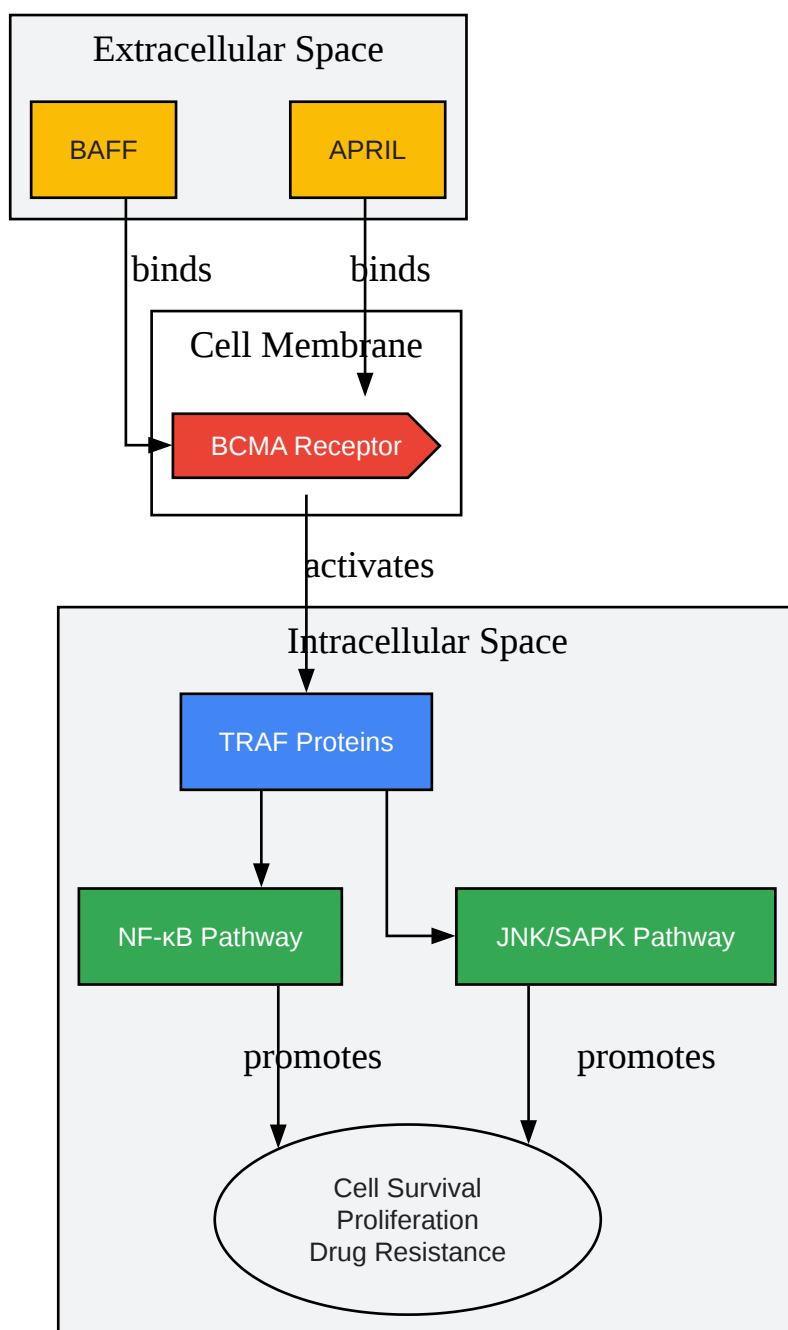 Extracellular Space
BAFF
APRIL
binds
binds
Cell Membrane
BCMA Receptor
activates
Intracellular Space
TRAF Proteins
NF-κB Pathway
JNK/SAPK Pathway
promotes
promotes
Cell Survival
Proliferation
Drug Resistance